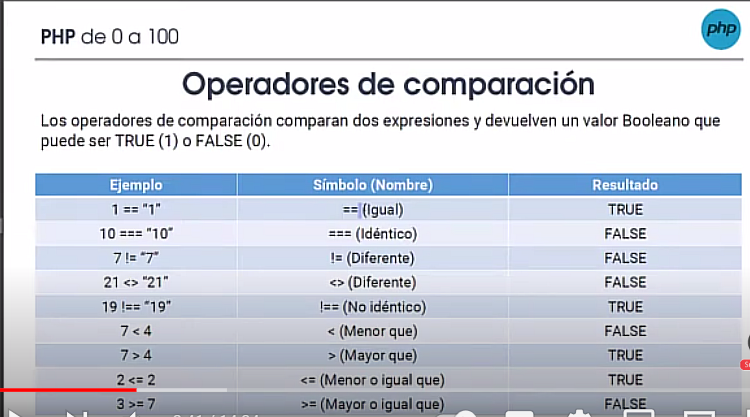 PHP de 0 a 100
php
Operadores de comparación
Los operadores de comparación comparan dos expresiones y devuelven un valor Booleano que
puede ser TRUE (1) o FALSE (0).
Ejemplo Símbolo (Nombre) Resultado
1 == “1” == (Igual) TRUE
10 === “10” === (Idéntico) FALSE
7 != “7” != (Diferente) FALSE
21 <> “21” <> (Diferente) FALSE
19 !== “19” !== (No idéntico) TRUE
7 < 4 < (Menor que) FALSE
7 > 4 > (Mayor que) TRUE
2 <= 2 <= (Menor o igual que) TRUE
3 >= 7 >= (Mayor o igual que) FALSE